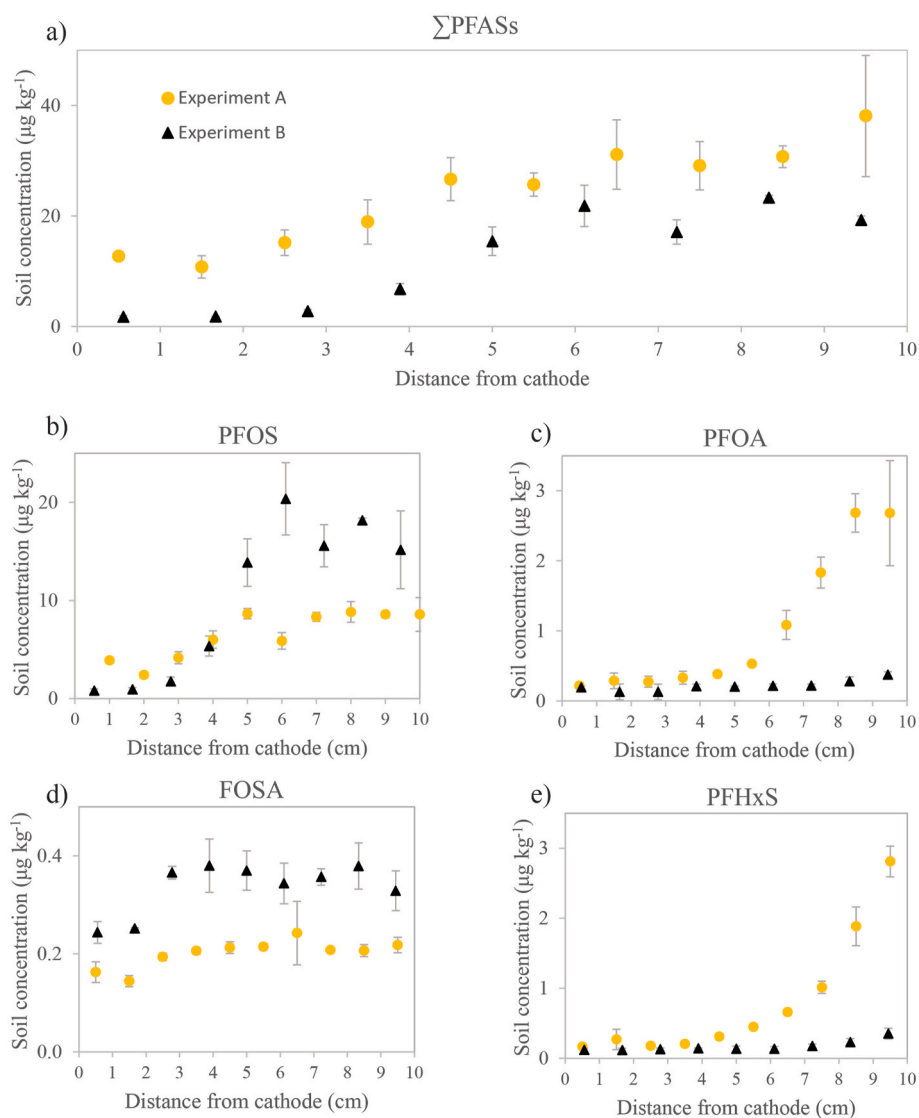 a)
∑PFASs
Soil concentration (µg kg⁻¹)
40
20
0
Experiment A
Experiment B
0 1 2 3 4 5 6 7 8 9 10
Distance from cathode
b)
PFOS
Soil concentration (µg kg⁻¹)
20
10
0
0 1 2 3 4 5 6 7 8 9 10
Distance from cathode (cm)
c)
PFOA
Soil concentration (µg kg⁻¹)
3
2
1
0
0 1 2 3 4 5 6 7 8 9 10
Distance from cathode (cm)
d)
FOSA
Soil concentration (µg kg⁻¹)
0.4
0.2
0.0
0 1 2 3 4 5 6 7 8 9 10
Distance from cathode (cm)
e)
PFHxS
Soil concentration (µg kg⁻¹)
3
2
1
0
0 1 2 3 4 5 6 7 8 9 10
Distance from cathode (cm)